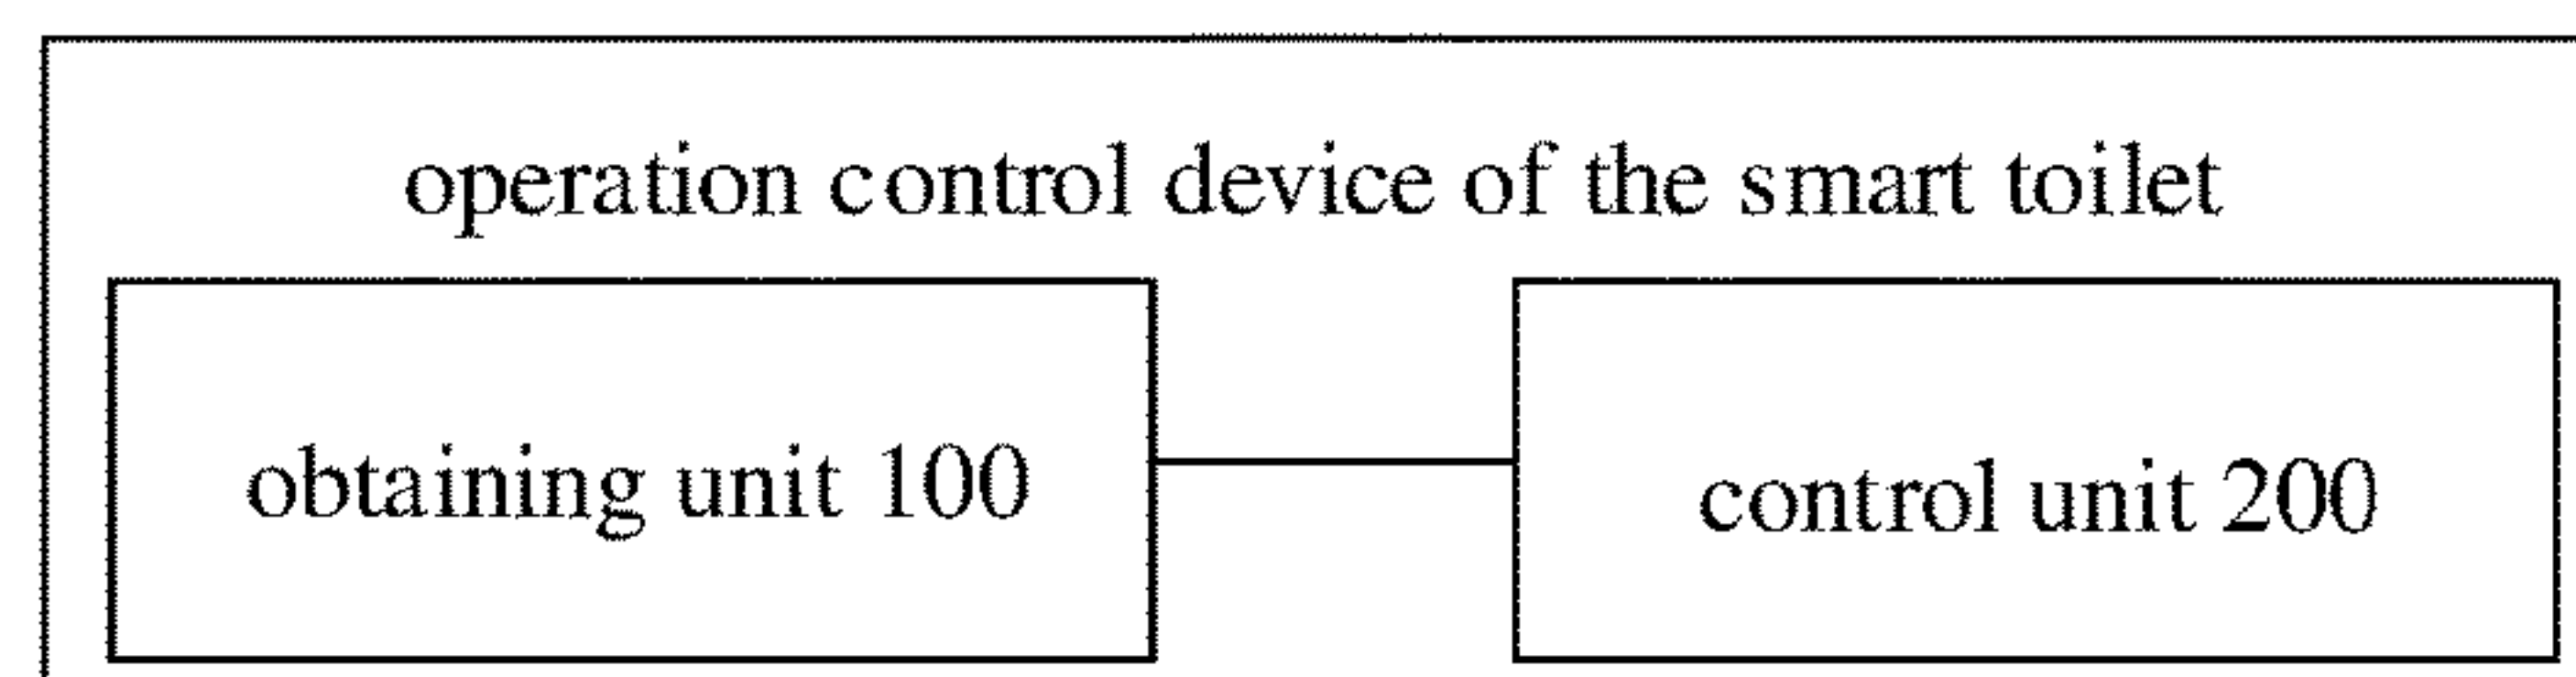 operation control device of the smart toilet
obtaining unit 100
control unit 200